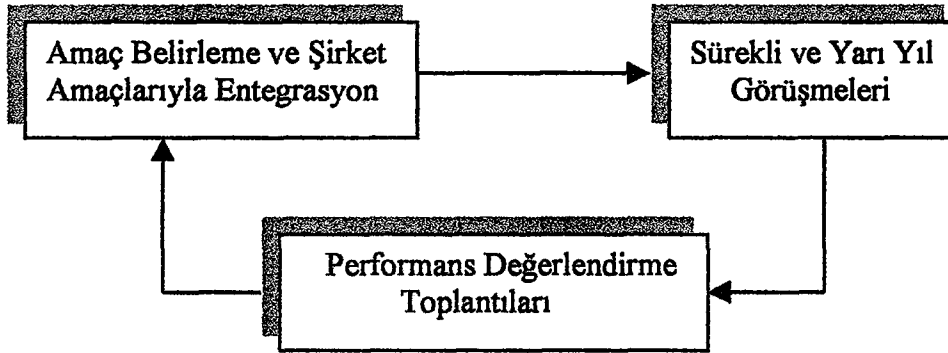 Amaç Belirleme ve Şirket
Amaçlarıyla Entegrasyon
Sürekli ve Yarı Yıl
Görüşmeleri
Performans Değerlendirme
Toplantıları